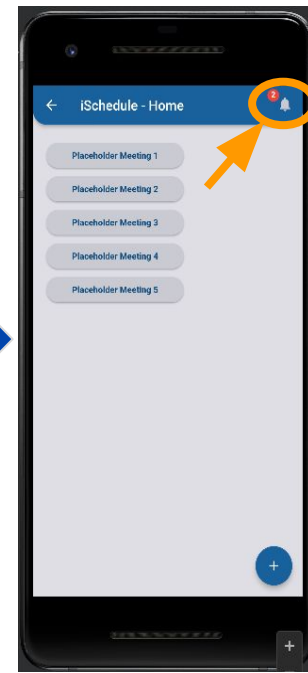 iSchedule - Home
2
Placeholder Meeting 1
Placeholder Meeting 2
Placeholder Meeting 3
Placeholder Meeting 4
Placeholder Meeting 5
+
+